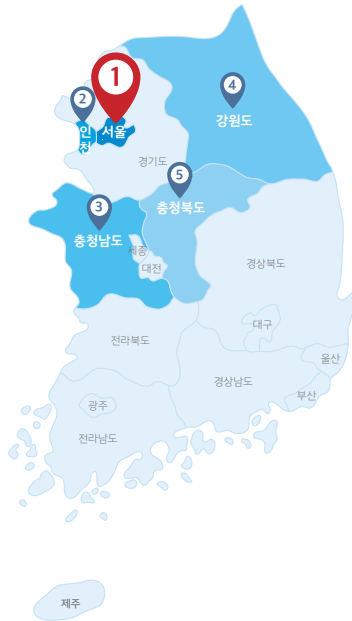 1
2
4
인
천
서울
강원도
경기도
5
3
충청북도
충청남도
세종
대전
경상북도
대구
전라북도
울산
경상남도
부산
광주
전라남도
제주